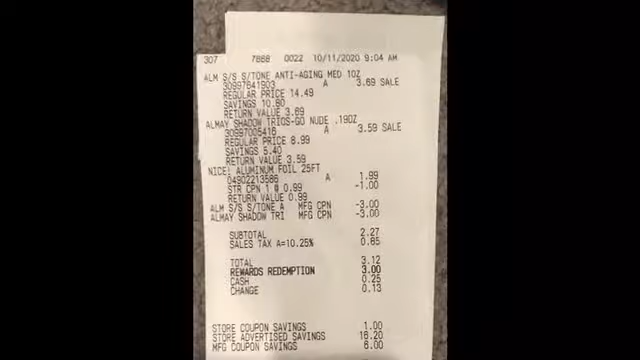 307 7868 0022 10/11/2020 9:04 AM
ALM S/S S/TONE ANTI-AGING MED 1OZ
30997641903 A 3.69 SALE
REGULAR PRICE 14.49
SAVINGS 10.80
RETURN VALUE 3.69
ALMAY SHADOW TRIOS-GO NUDE .19OZ
30997005416 A 3.59 SALE
REGULAR PRICE 8.99
SAVINGS 5.40
RETURN VALUE 3.59
NICE! ALUMINUM FOIL 25FT
04902213586 A 1.99
STR CPN 1 @ 0.99 -1.00
RETURN VALUE 0.99
ALM S/S S/TONE A MFG CPN -3.00
ALMAY SHADOW TRI MFG CPN -3.00
SUBTOTAL 2.27
SALES TAX A=10.25% 0.85
TOTAL 3.12
REWARDS REDEMPTION 3.00
CASH 0.25
CHANGE 0.13
STORE COUPON SAVINGS 1.00
STORE ADVERTISED SAVINGS 16.20
MFG COUPON SAVINGS 6.00